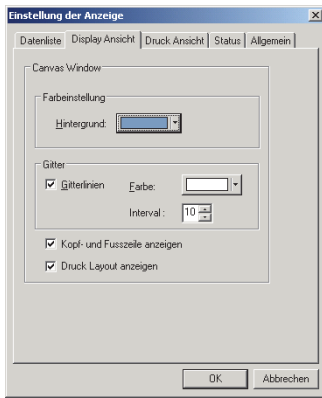 Einstellung der Anzeige
Datenliste Display Ansicht Druck Ansicht Status Allgemein
Canvas Window
Farbeinstellung
Hintergrund:
Gitter
Gitterlinien Farbe:
Interval : 10
Kopf- und Fusszeile anzeigen
Druck Layout anzeigen
OK Abbrechen